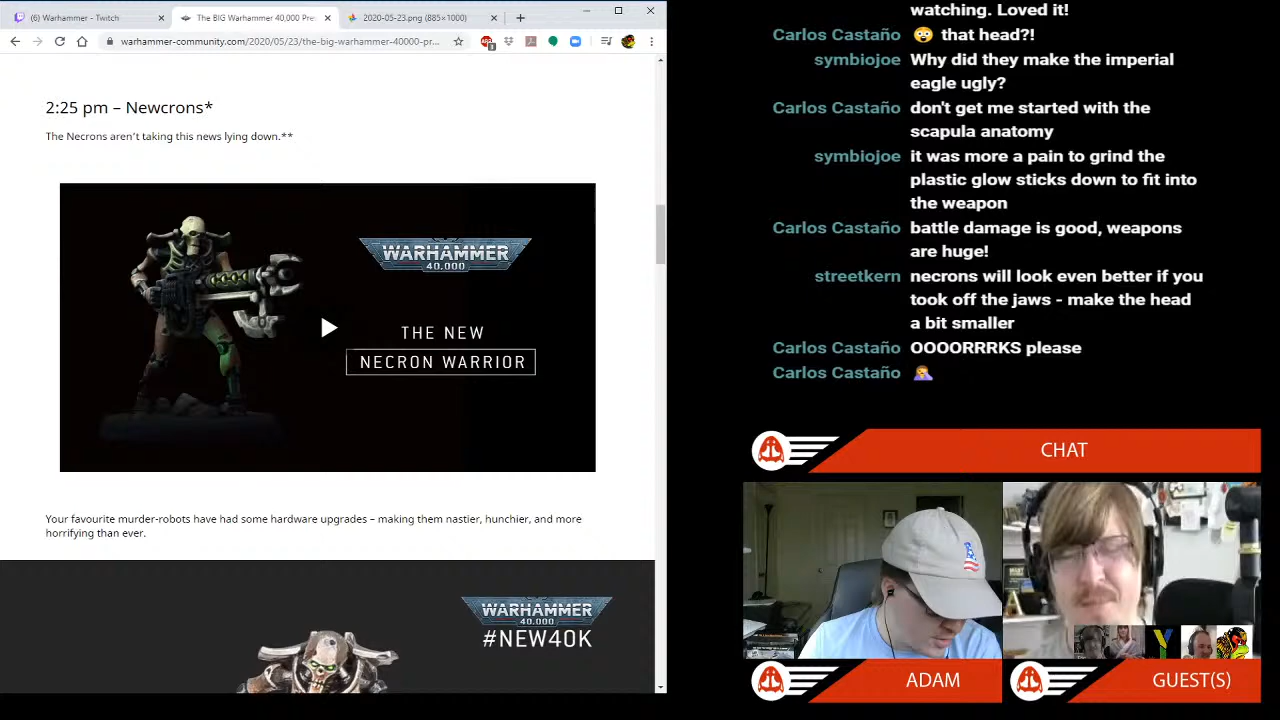 (6) Warhammer - Twitch
The BIG Warhammer 40,000 Pre
2020-05-23.png (885×1000)
warhammer-community.com/2020/05/23/the-big-warhammer-40000-pr...
2:25 pm – Newcrons*
The Necrons aren't taking this news lying down.**
WARHAMMER
40,000
THE NEW
NECRON WARRIOR
Your favourite murder-robots have had some hardware upgrades – making them nastier, hunchier, and more
horrifying than ever.
WARHAMMER
40,000
#NEW40K
watching. Loved it!
Carlos Castaño 😳 that head?!
symbiojoe Why did they make the imperial
eagle ugly?
Carlos Castaño don't get me started with the
scapula anatomy
symbiojoe it was more a pain to grind the
plastic glow sticks down to fit into
the weapon
Carlos Castaño battle damage is good, weapons
are huge!
streetkern necrons will look even better if you
took off the jaws - make the head
a bit smaller
Carlos Castaño OOOORRRKS please
Carlos Castaño 🤦
CHAT
ADAM
GUEST(S)